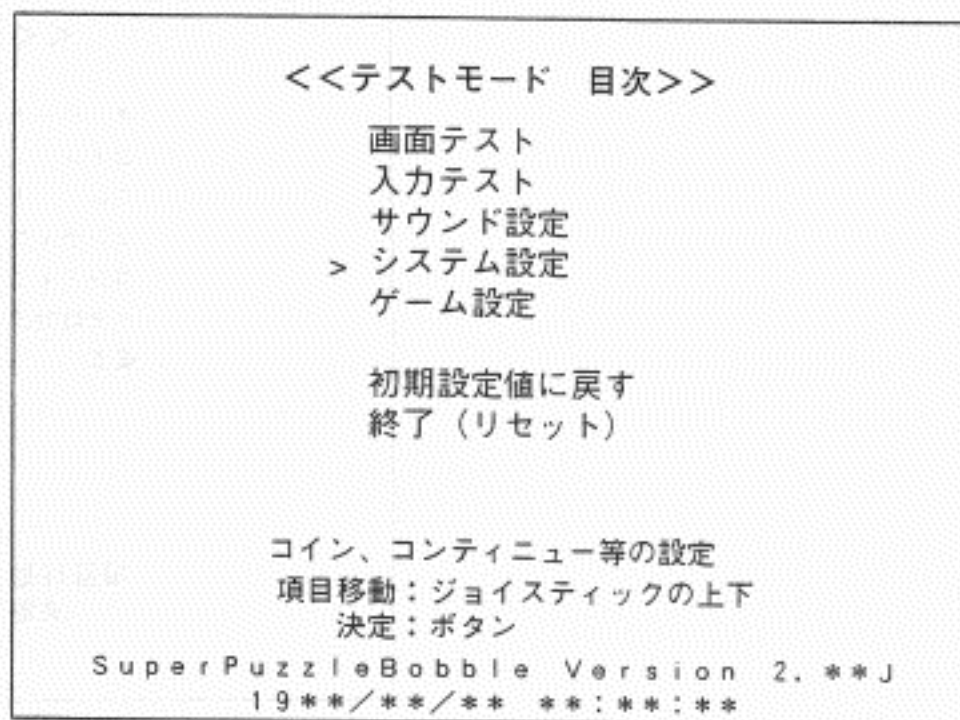 <<テストモード　目次>>
画面テスト
入力テスト
サウンド設定
> システム設定
ゲーム設定
初期設定値に戻す
終了（リセット）
コイン、コンティニュー等の設定
項目移動：ジョイスティックの上下
決定：ボタン
SuperPuzzleBobble Version 2.**J
19**/**/** **:**:**